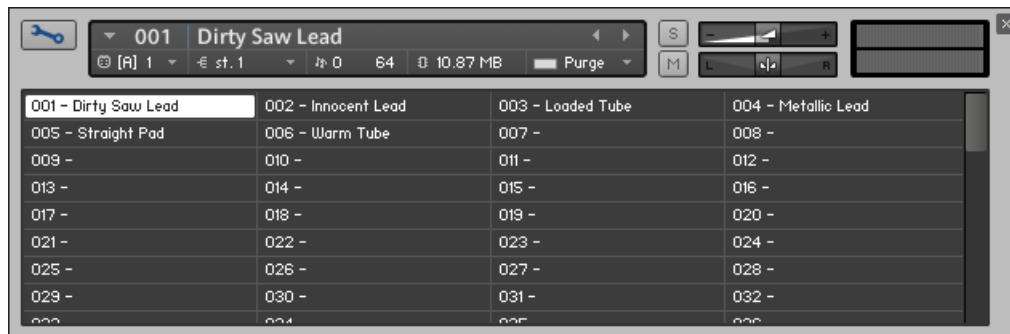 001 Dirty Saw Lead S - +
[A] 1 st. 1 0 64 10.87 MB Purge M L R
001 - Dirty Saw Lead 002 - Innocent Lead 003 - Loaded Tube 004 - Metallic Lead
005 - Straight Pad 006 - Warm Tube 007 - 008 -
009 - 010 - 011 - 012 -
013 - 014 - 015 - 016 -
017 - 018 - 019 - 020 -
021 - 022 - 023 - 024 -
025 - 026 - 027 - 028 -
029 - 030 - 031 - 032 -